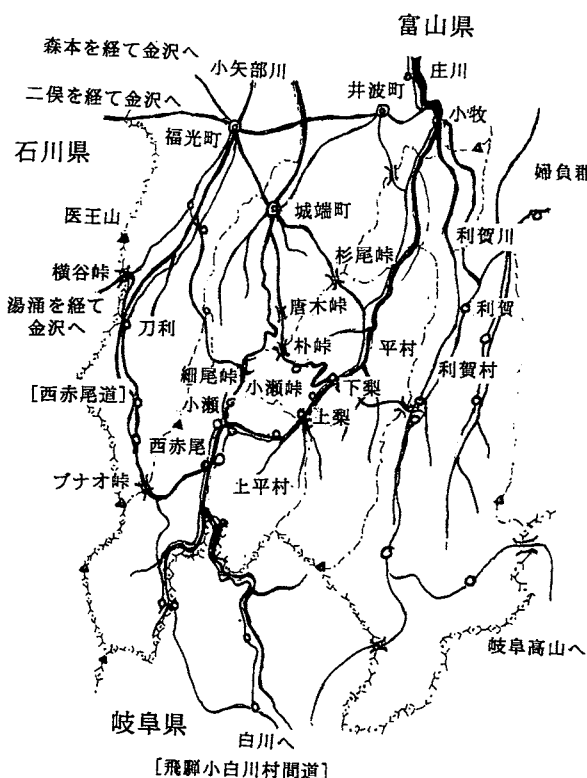 富山県
森本を経て金沢へ
小矢部川
庄川
井波町
二俣を経て金沢へ
小牧
福光町
石川県
婦負郡
医王山
城端町
利賀川
杉尾峠
横谷峠
湯涌を経て
金沢へ
刀利
唐木峠
利賀
朴峠
平村
細尾峠
小瀬峠
下梨
利賀村
[西赤尾道]
小瀬
上梨
西赤尾
ブナオ峠
上平村
岐阜高山へ
岐阜県
白川へ
[飛騨小白川村間道]